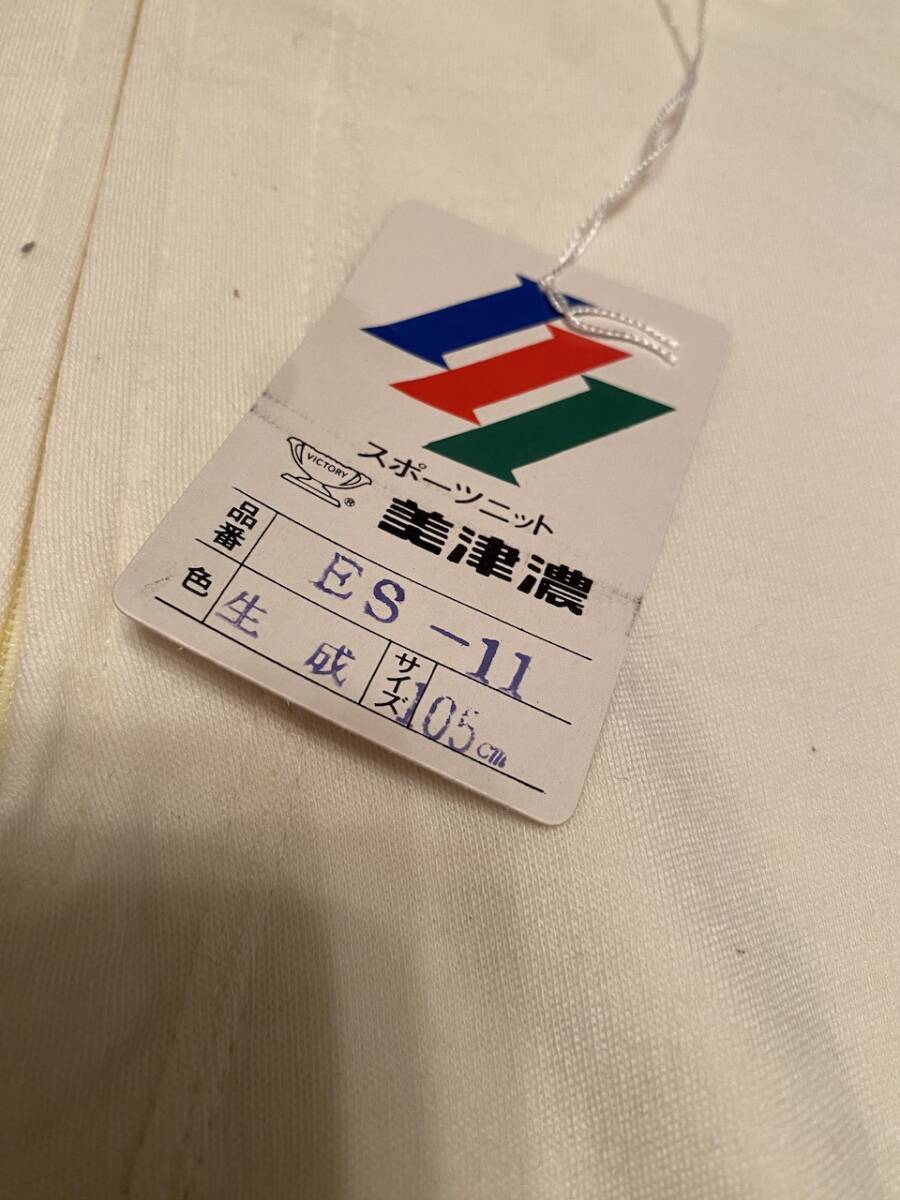 スポーツニット
VICTORY
®
美津濃
品番 ES-11
色 生成 サイズ 105cm